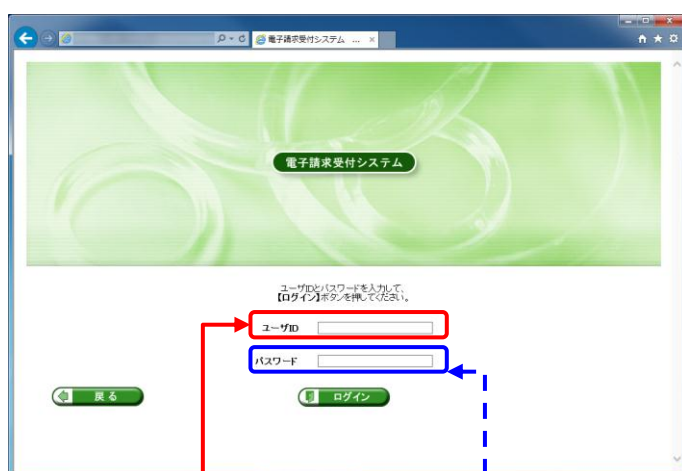 電子請求受付システム ...
電子請求受付システム
ユーザIDとパスワードを入力して、
【ログイン】ボタンを押してください。
ユーザID
パスワード
戻る
ログイン